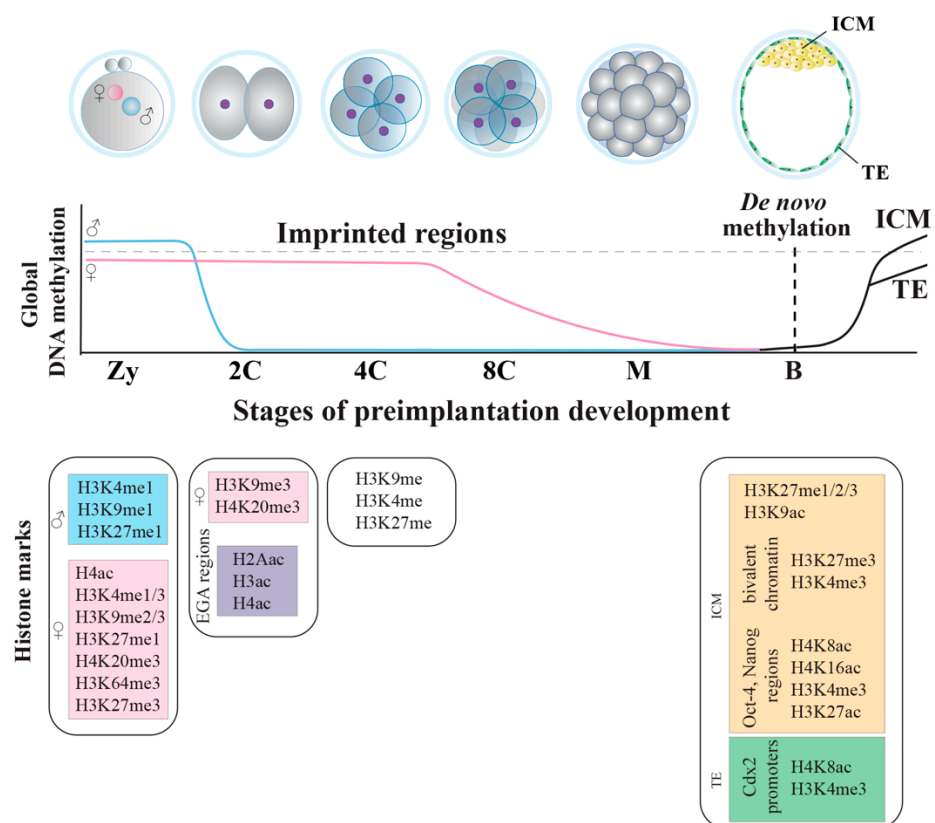 ICM
♀
♂
TE
De novo
methylation
ICM
Imprinted regions
♂
♀
TE
Global
DNA methylation
Zy
2C
4C
8C
M
B
Stages of preimplantation development
Histone marks
♂
H3K4me1
H3K9me1
H3K27me1
♀
H4ac
H3K4me1/3
H3K9me2/3
H3K27me1
H4K20me3
H3K64me3
H3K27me3
♀
H3K9me3
H4K20me3
EGA regions
H2Aac
H3ac
H4ac
H3K9me
H3K4me
H3K27me
ICM
H3K27me1/2/3
H3K9ac
bivalent
chromatin
H3K27me3
H3K4me3
Oct-4, Nanog
regions
H4K8ac
H4K16ac
H3K4me3
H3K27ac
TE
Cdx2
promoters
H4K8ac
H3K4me3